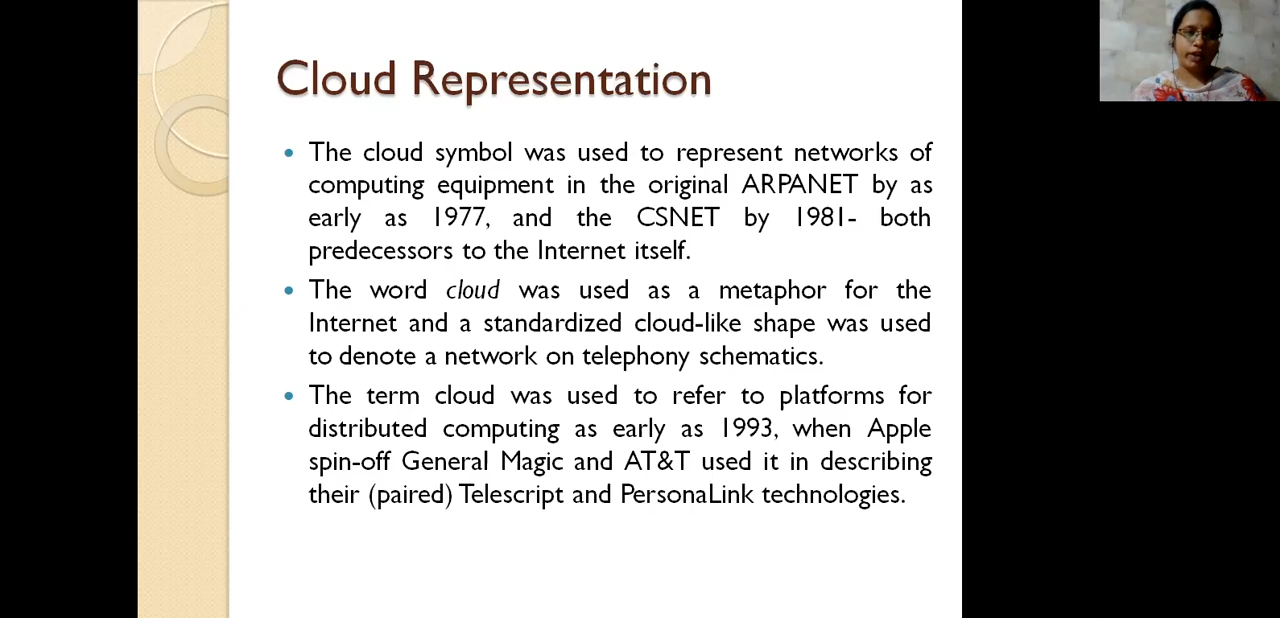 Cloud Representation
• The cloud symbol was used to represent networks of
computing equipment in the original ARPANET by as
early as 1977, and the CSNET by 1981- both
predecessors to the Internet itself.
• The word cloud was used as a metaphor for the
Internet and a standardized cloud-like shape was used
to denote a network on telephony schematics.
• The term cloud was used to refer to platforms for
distributed computing as early as 1993, when Apple
spin-off General Magic and AT&T used it in describing
their (paired) Telescript and PersonaLink technologies.